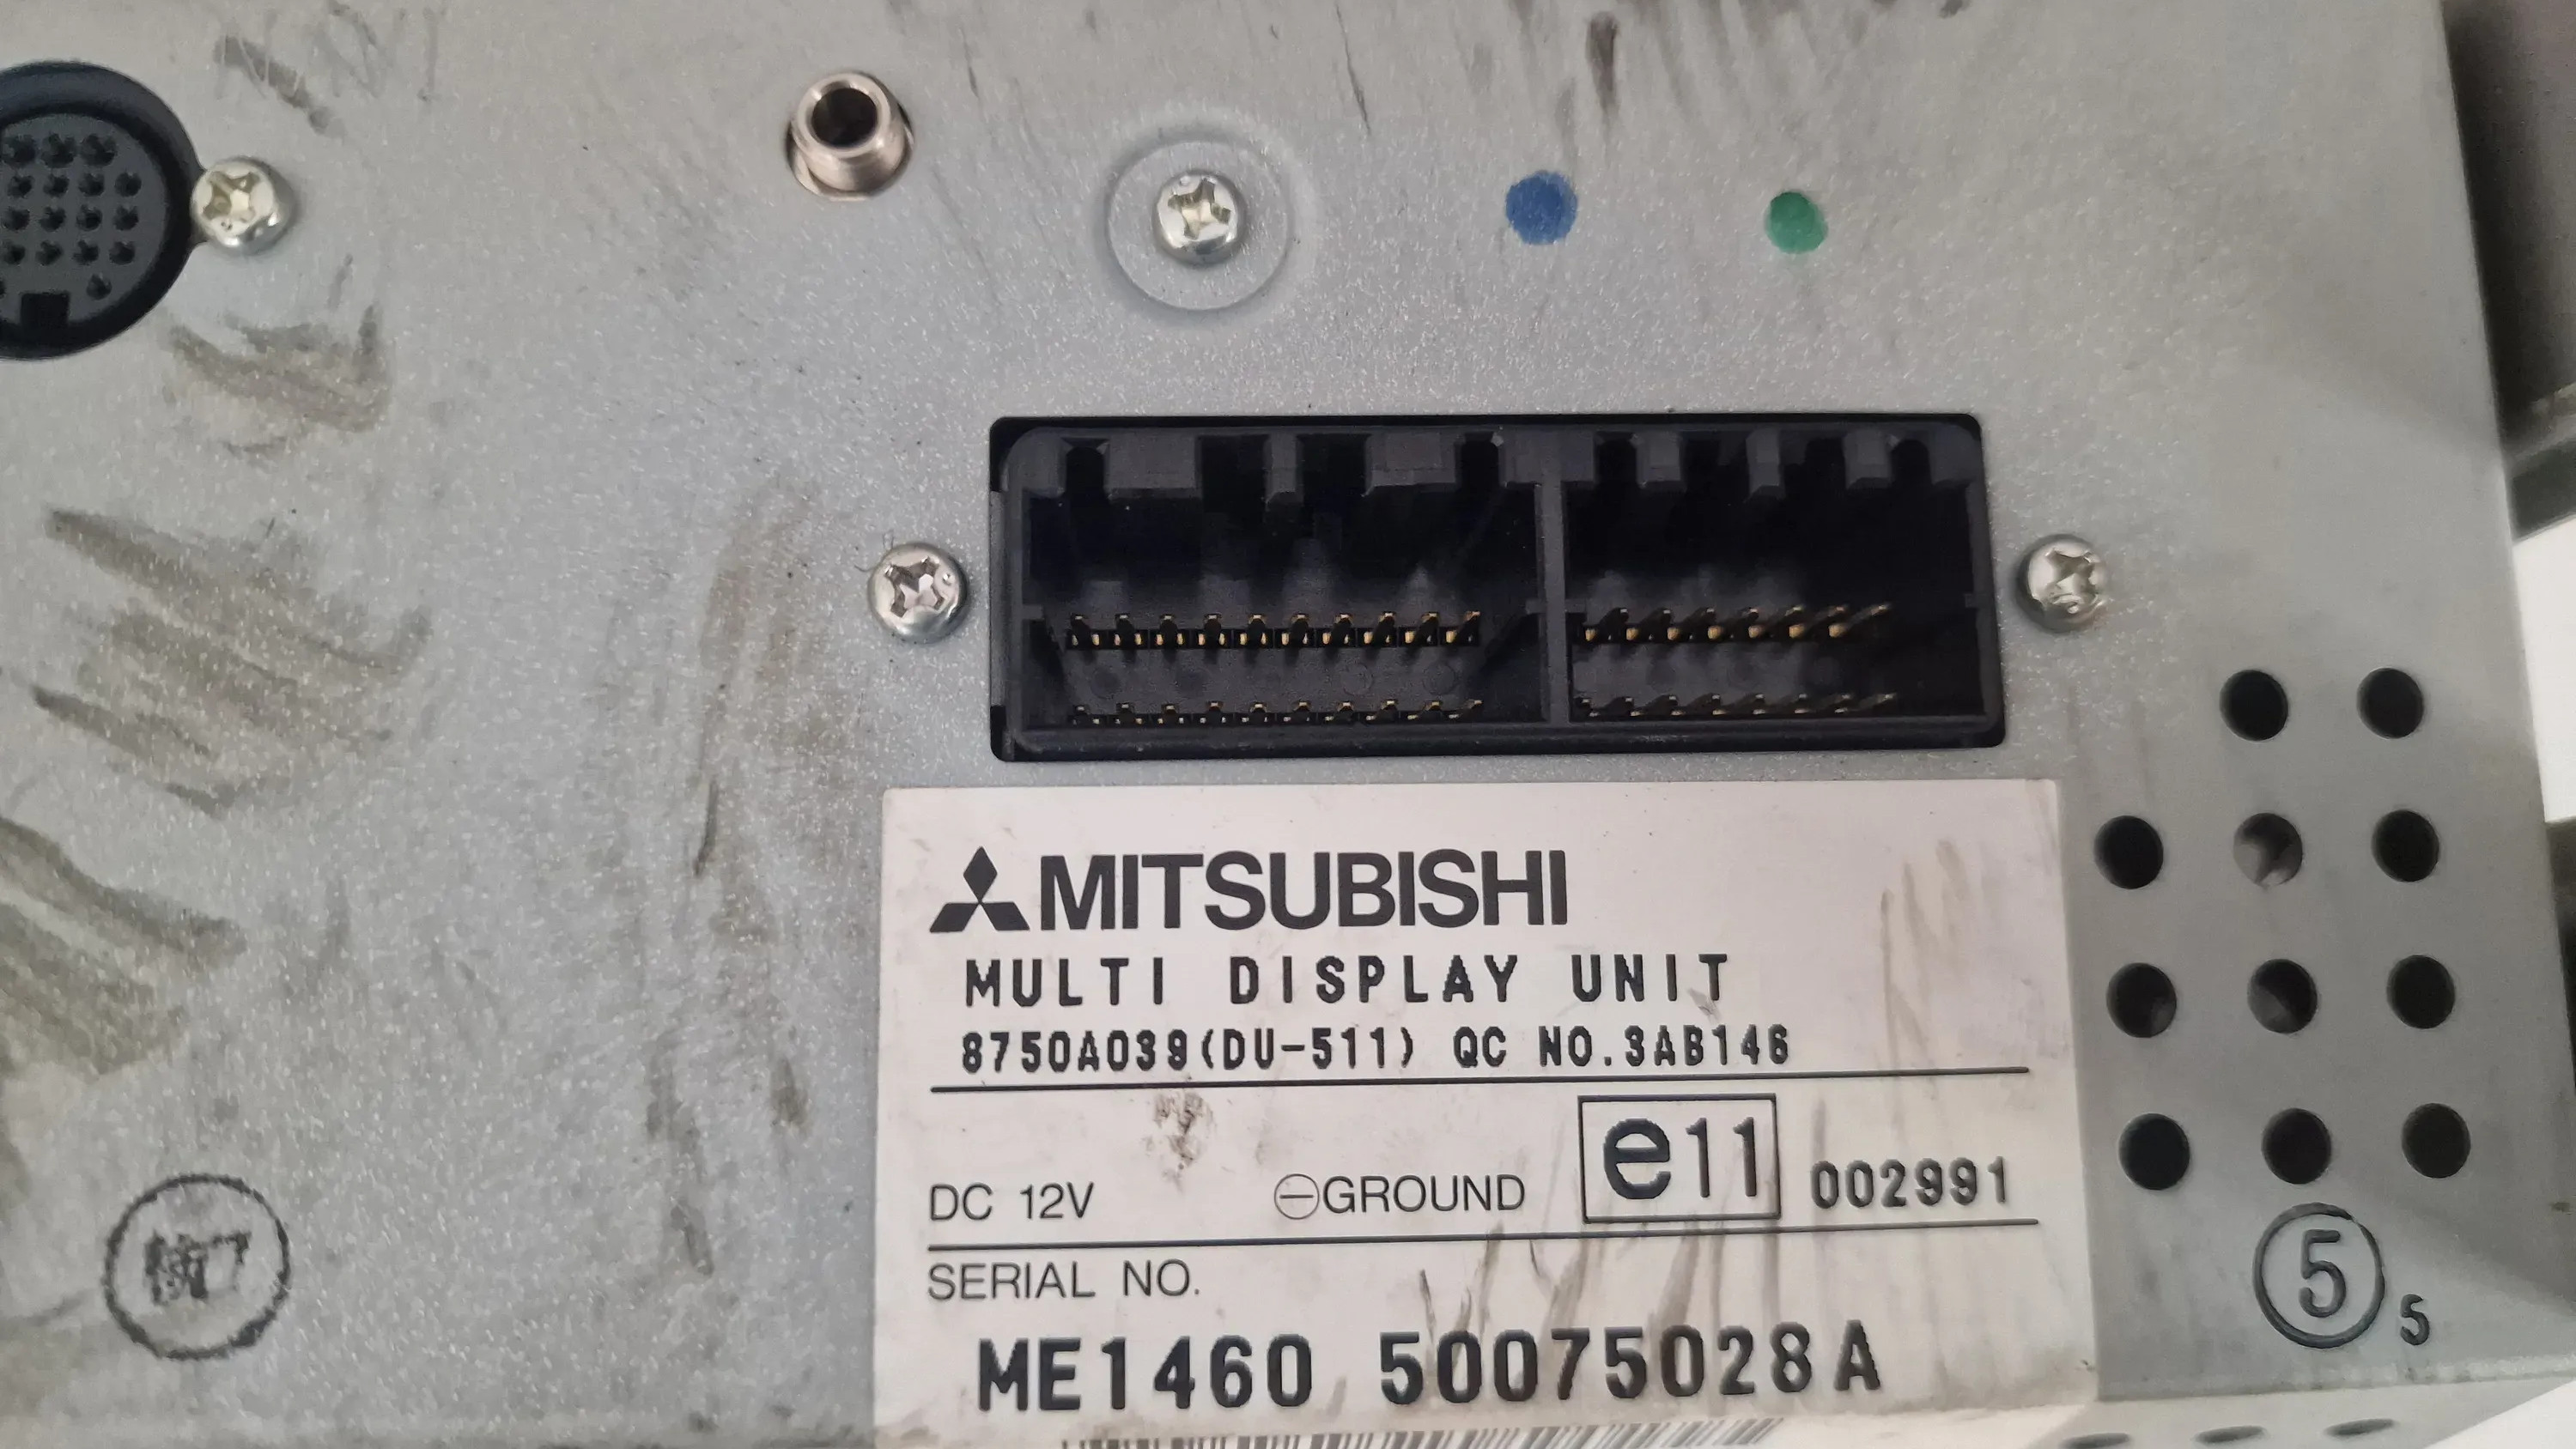 MITSUBISHI
MULTI DISPLAY UNIT
8750A039(DU-511) QC NO.3AB146
DC 12V ⊖GROUND e11 002991
SERIAL NO.
ME1460 50075028A
5
5